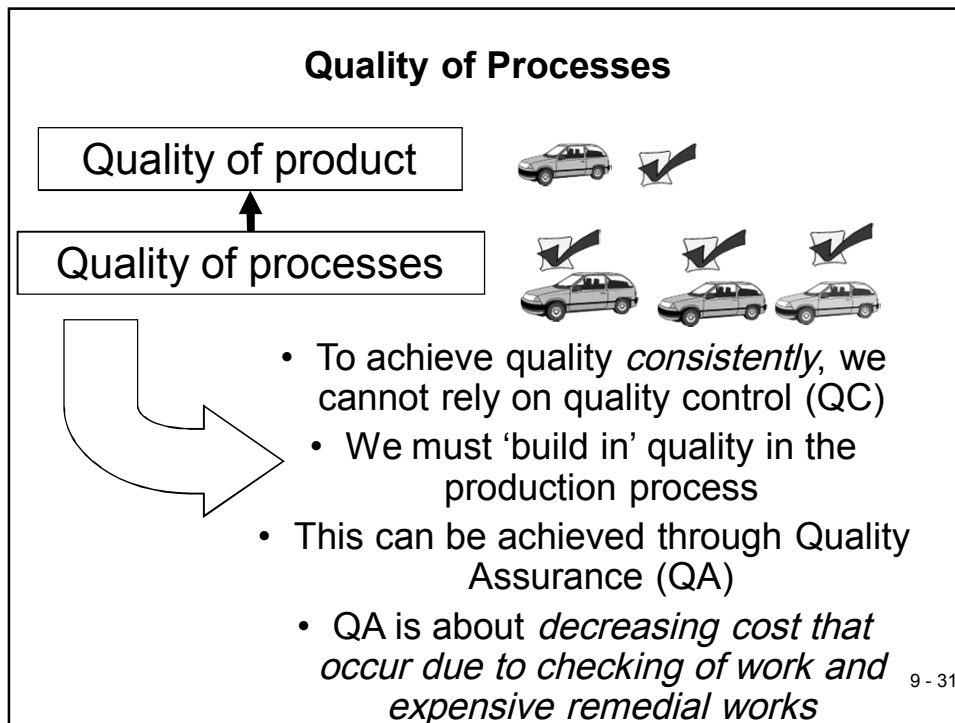 Quality of Processes
Quality of product
Quality of processes
• To achieve quality consistently, we
cannot rely on quality control (QC)
• We must ‘build in’ quality in the
production process
• This can be achieved through Quality
Assurance (QA)
• QA is about decreasing cost that
occur due to checking of work and
expensive remedial works
9 - 31